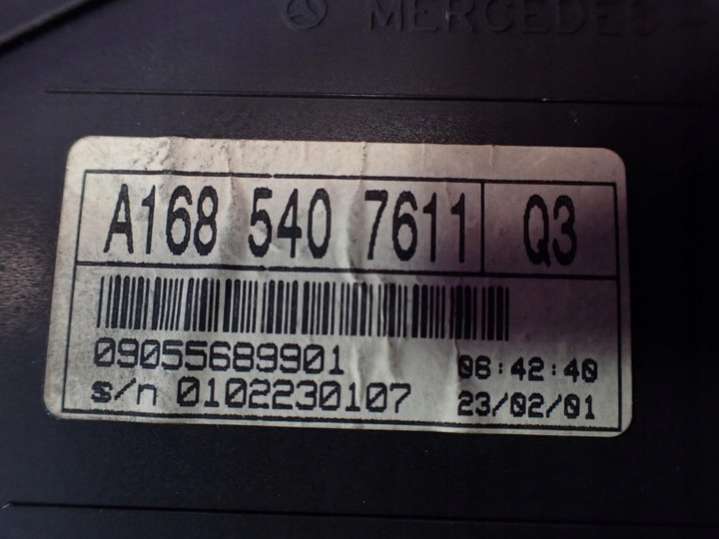 MERCEDES-
A168 540 7611 Q3
09055689901 06:42:40
s/n 0102230107 23/02/01